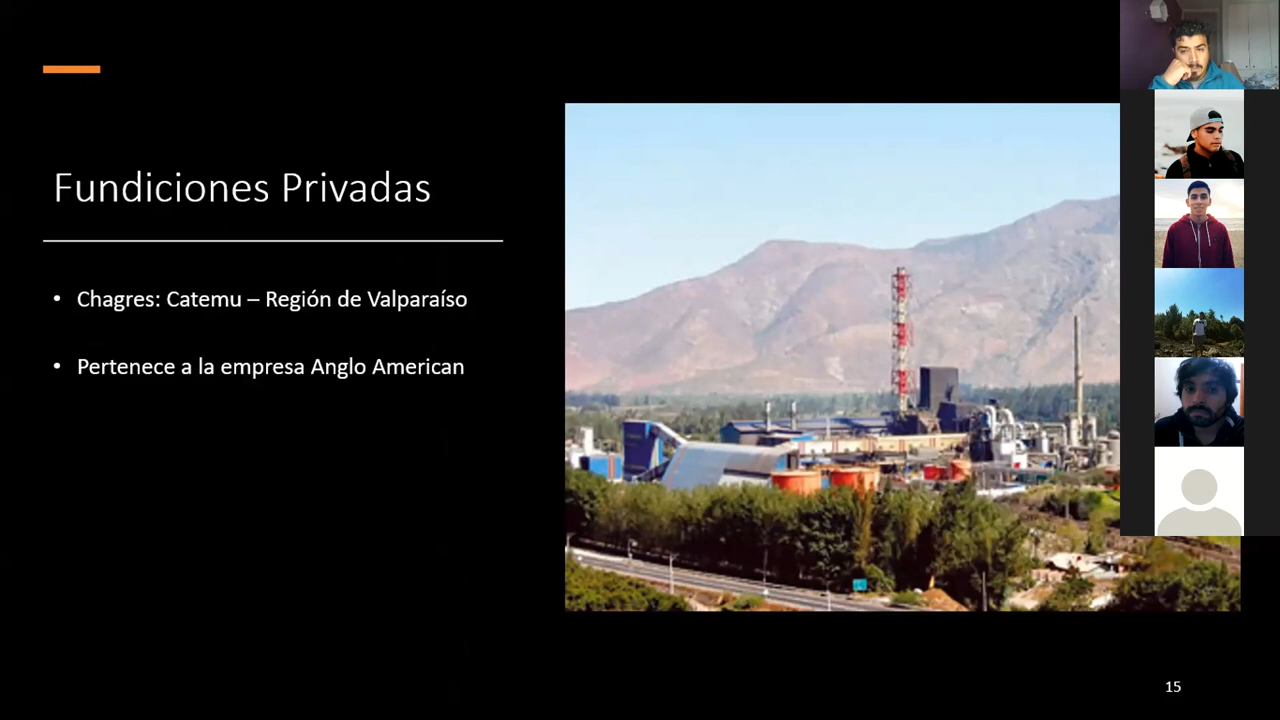 Fundiciones Privadas
• Chagres: Catemu – Región de Valparaíso
• Pertenece a la empresa Anglo American
15